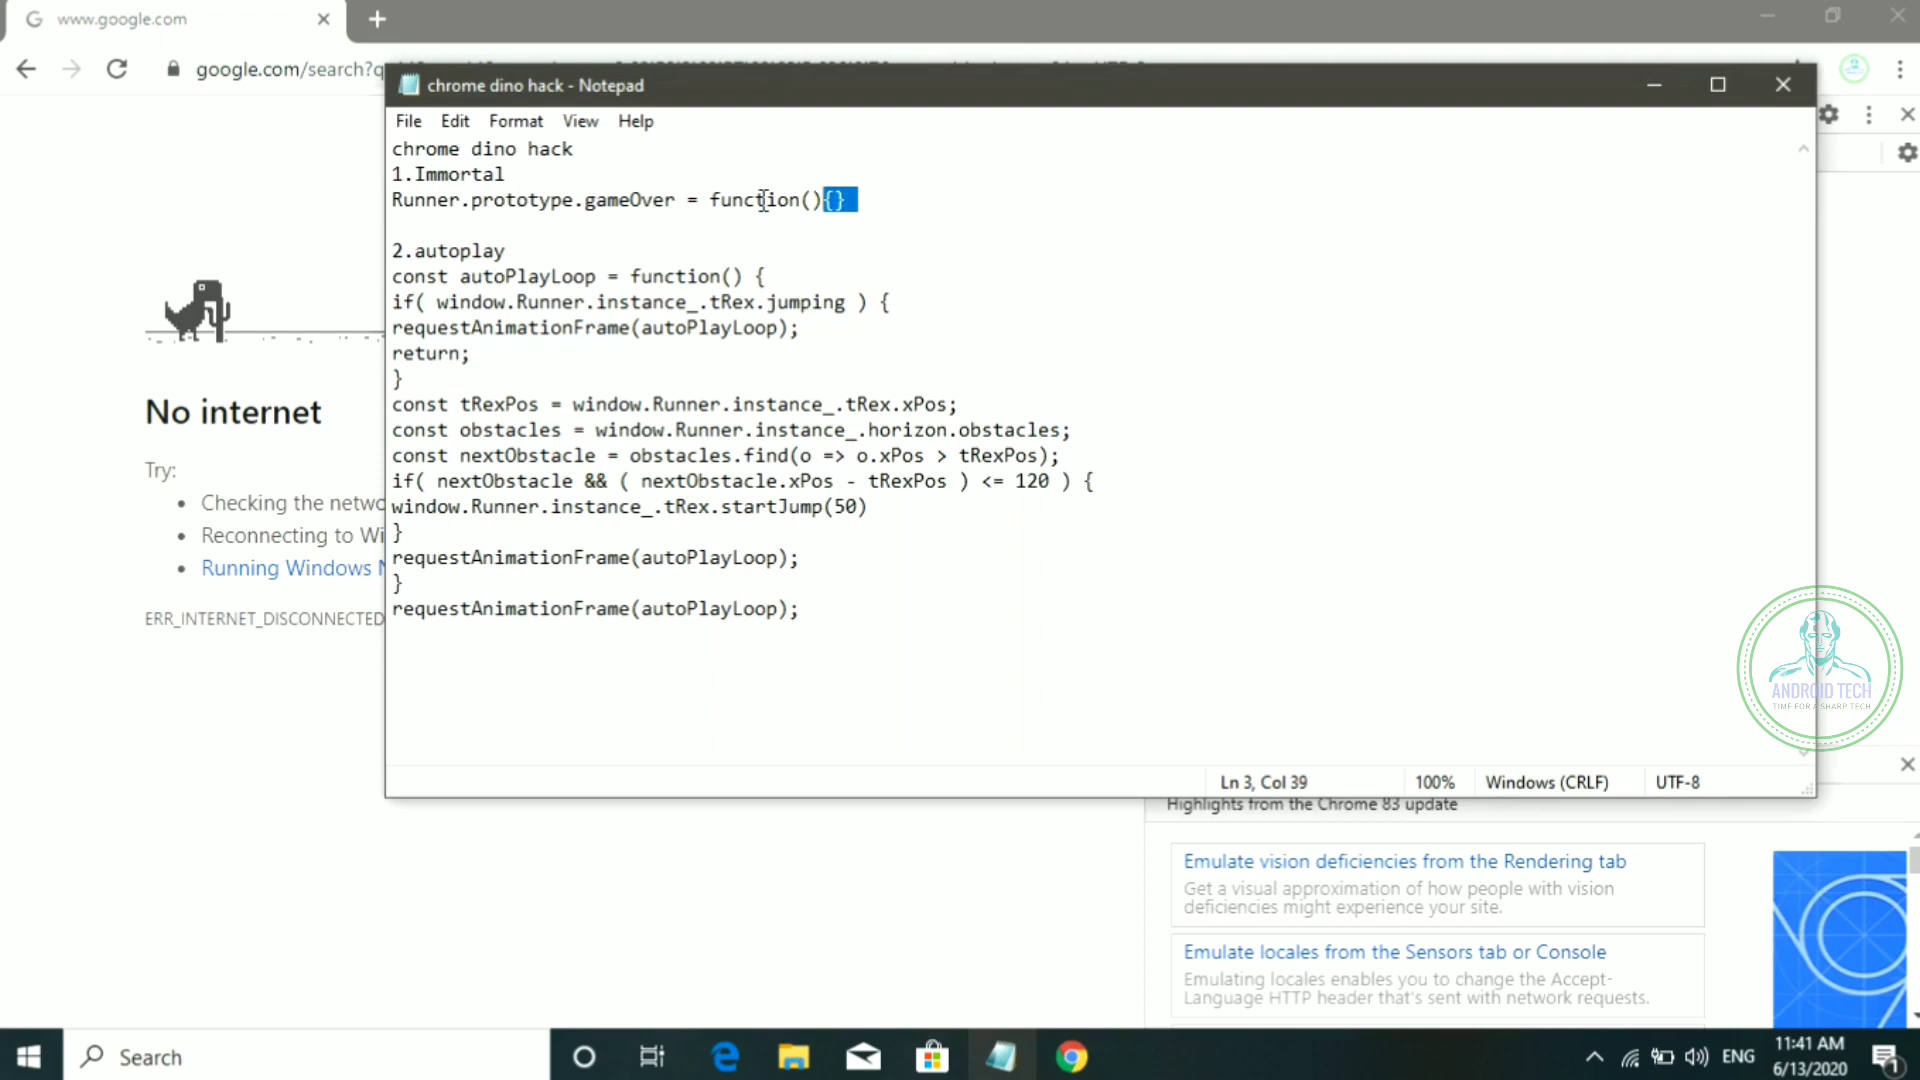 www.google.com
google.com/search?q
chrome dino hack - Notepad
File Edit Format View Help
chrome dino hack
1.Immortal
Runner.prototype.gameOver = function(){}
2.autoplay
const autoPlayLoop = function() {
if( window.Runner.instance_.tRex.jumping ) {
requestAnimationFrame(autoPlayLoop);
return;
}
const tRexPos = window.Runner.instance_.tRex.xPos;
const obstacles = window.Runner.instance_.horizon.obstacles;
const nextObstacle = obstacles.find(o => o.xPos > tRexPos);
if( nextObstacle && ( nextObstacle.xPos - tRexPos ) <= 120 ) {
window.Runner.instance_.tRex.startJump(50)
}
requestAnimationFrame(autoPlayLoop);
}
requestAnimationFrame(autoPlayLoop);
Ln 3, Col 39 100% Windows (CRLF) UTF-8
No internet
Try:
Checking the netwo
Reconnecting to Wi
Running Windows N
ERR_INTERNET_DISCONNECTED
ANDROID TECH
TIME FOR A SHARP TECH
Highlights from the Chrome 83 update
Emulate vision deficiencies from the Rendering tab
Get a visual approximation of how people with vision
deficiencies might experience your site.
Emulate locales from the Sensors tab or Console
Emulating locales enables you to change the Accept-
Language HTTP header that's sent with network requests.
Search
ENG
11:41 AM
6/13/2020
1